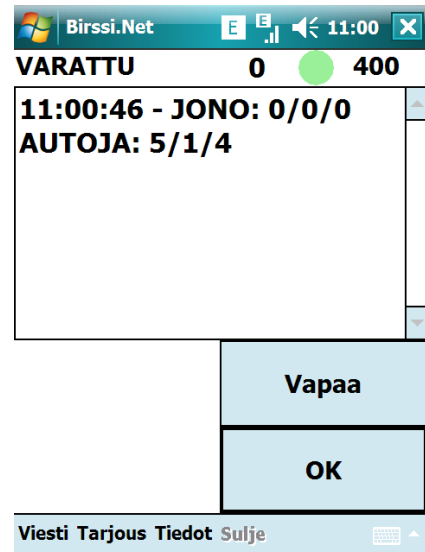 Birssi.Net E E 11:00
VARATTU 0 400
11:00:46 - JONO: 0/0/0
AUTOJA: 5/1/4
Vapaa
OK
Viesti Tarjous Tiedot Sulje